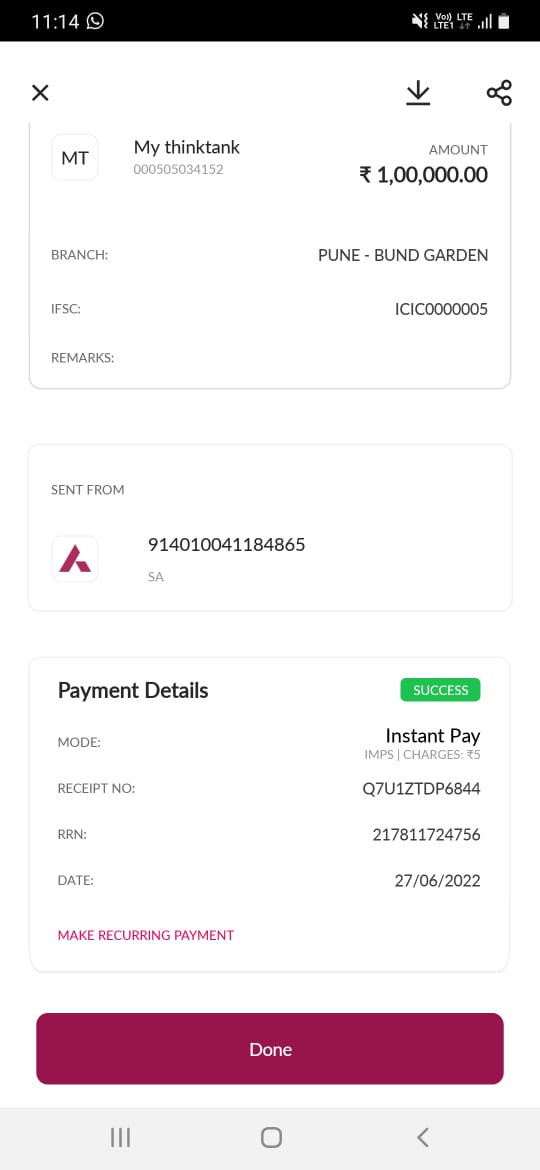 11:14
Vo)) LTE
LTE1
MT
My thinktank
000505034152
AMOUNT
₹ 1,00,000.00
BRANCH: PUNE - BUND GARDEN
IFSC: ICIC0000005
REMARKS:
SENT FROM
914010041184865
SA
Payment Details SUCCESS
MODE: Instant Pay
IMPS | CHARGES: ₹5
RECEIPT NO: Q7U1ZTDP6844
RRN: 217811724756
DATE: 27/06/2022
MAKE RECURRING PAYMENT
Done